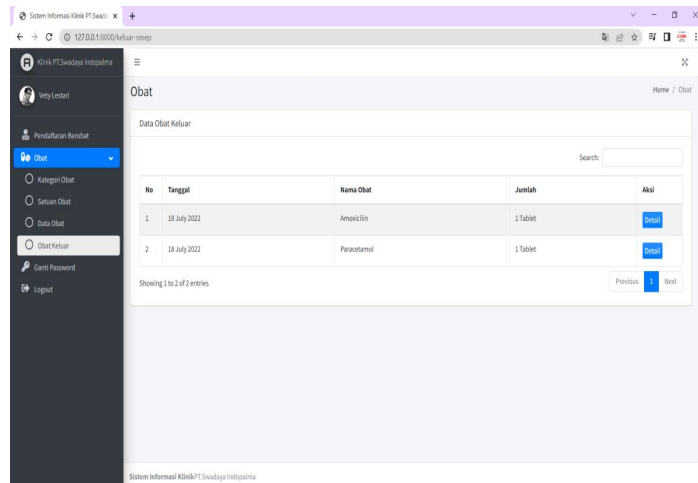 Sistem Informasi Klinik PT.Swadaya
127.0.0.1:8000/keluar-resep
Klinik PT.Swadaya Indopalma
Vety Lestari
Pendaftaran Berobat
Obat
Kategori Obat
Satuan Obat
Data Obat
Obat Keluar
Ganti Password
Logout
Obat
Home / Obat
Data Obat Keluar
Search:
No Tanggal Nama Obat Jumlah Aksi
1 18 July 2022 Amoxicilin 1 Tablet Detail
2 18 July 2022 Paracetamol 1 Tablet Detail
Showing 1 to 2 of 2 entries
Previous 1 Next
Sistem Informasi KlinikPT.Swadaya Indopalma